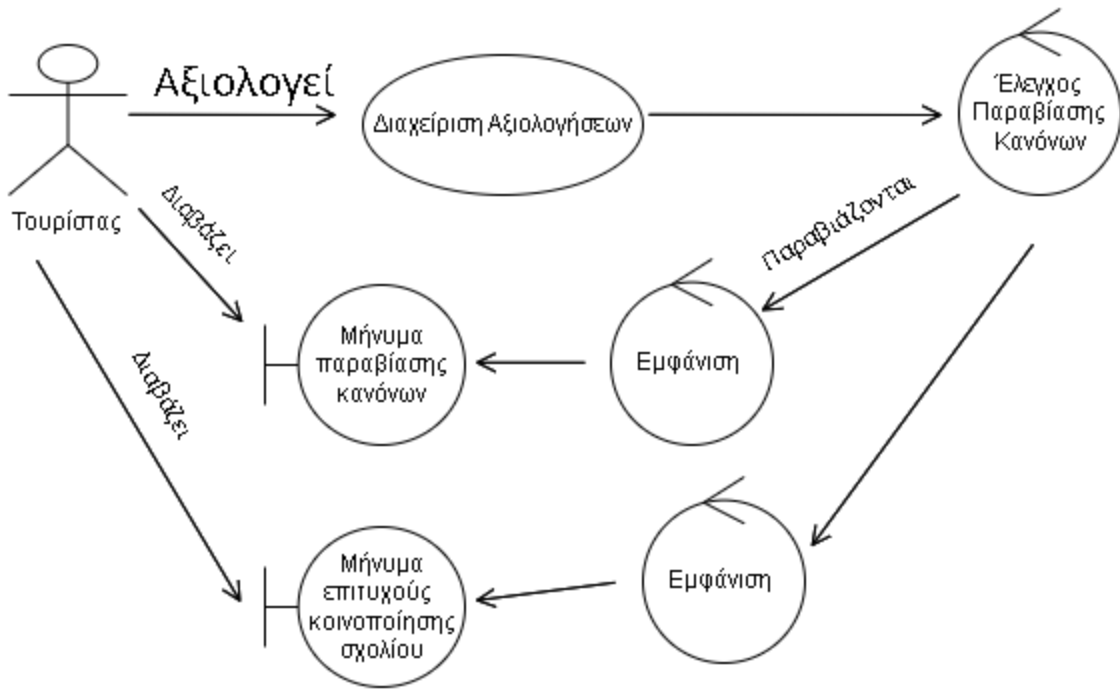 Αξιολογεί
Διαχείριση Αξιολογήσεων
Έλεγχος
Παραβίασης
Κανόνων
Τουρίστας
Διαβάζει
Παραβιάζονται
Μήνυμα
παραβίασης
κανόνων
Εμφάνιση
Διαβάζει
Μήνυμα
επιτυχούς
κοινοποίησης
σχολίου
Εμφάνιση